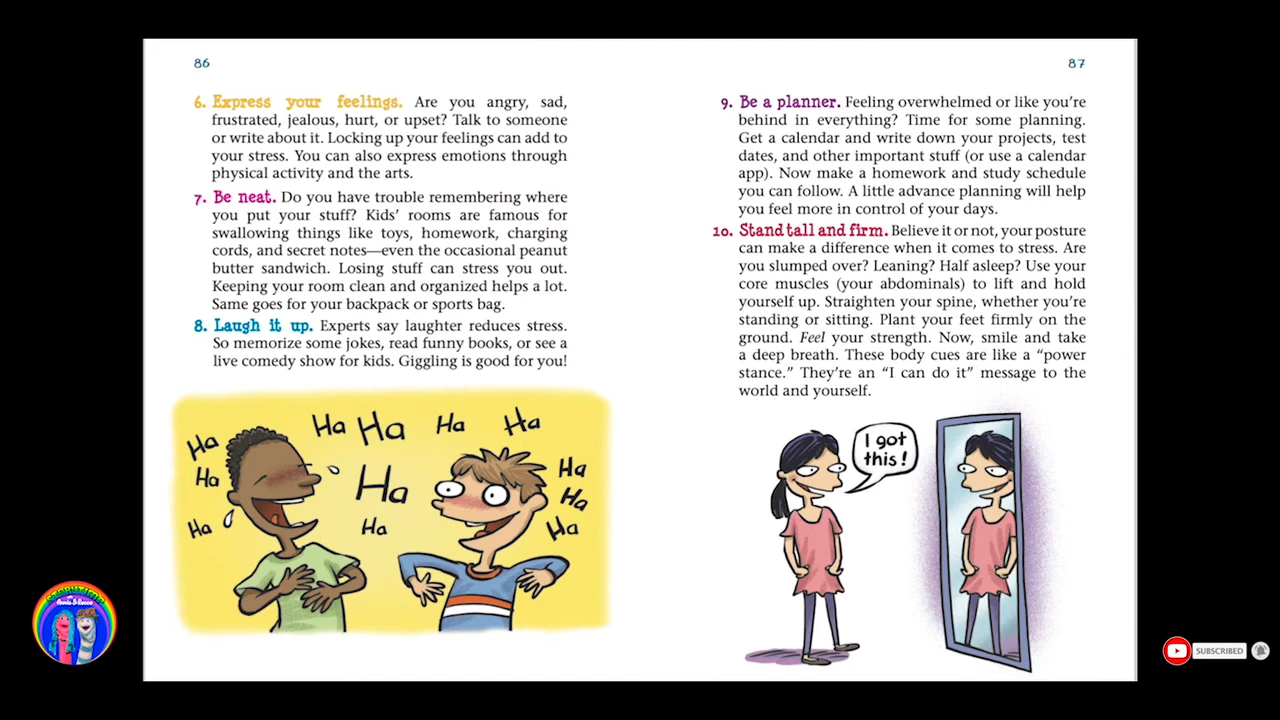 86
6. Express your feelings. Are you angry, sad,
frustrated, jealous, hurt, or upset? Talk to someone
or write about it. Locking up your feelings can add to
your stress. You can also express emotions through
physical activity and the arts.
7. Be neat. Do you have trouble remembering where
you put your stuff? Kids' rooms are famous for
swallowing things like toys, homework, charging
cords, and secret notes—even the occasional peanut
butter sandwich. Losing stuff can stress you out.
Keeping your room clean and organized helps a lot.
Same goes for your backpack or sports bag.
8. Laugh it up. Experts say laughter reduces stress.
So memorize some jokes, read funny books, or see a
live comedy show for kids. Giggling is good for you!
Ha
Ha
Ha
Ha
Ha
Ha
Ha
Ha
Ha
Ha
Ha
Ha
87
9. Be a planner. Feeling overwhelmed or like you're
behind in everything? Time for some planning.
Get a calendar and write down your projects, test
dates, and other important stuff (or use a calendar
app). Now make a homework and study schedule
you can follow. A little advance planning will help
you feel more in control of your days.
10. Stand tall and firm. Believe it or not, your posture
can make a difference when it comes to stress. Are
you slumped over? Leaning? Half asleep? Use your
core muscles (your abdominals) to lift and hold
yourself up. Straighten your spine, whether you're
standing or sitting. Plant your feet firmly on the
ground. Feel your strength. Now, smile and take
a deep breath. These body cues are like a "power
stance." They're an "I can do it" message to the
world and yourself.
I got
this!
SUBSCRIBED